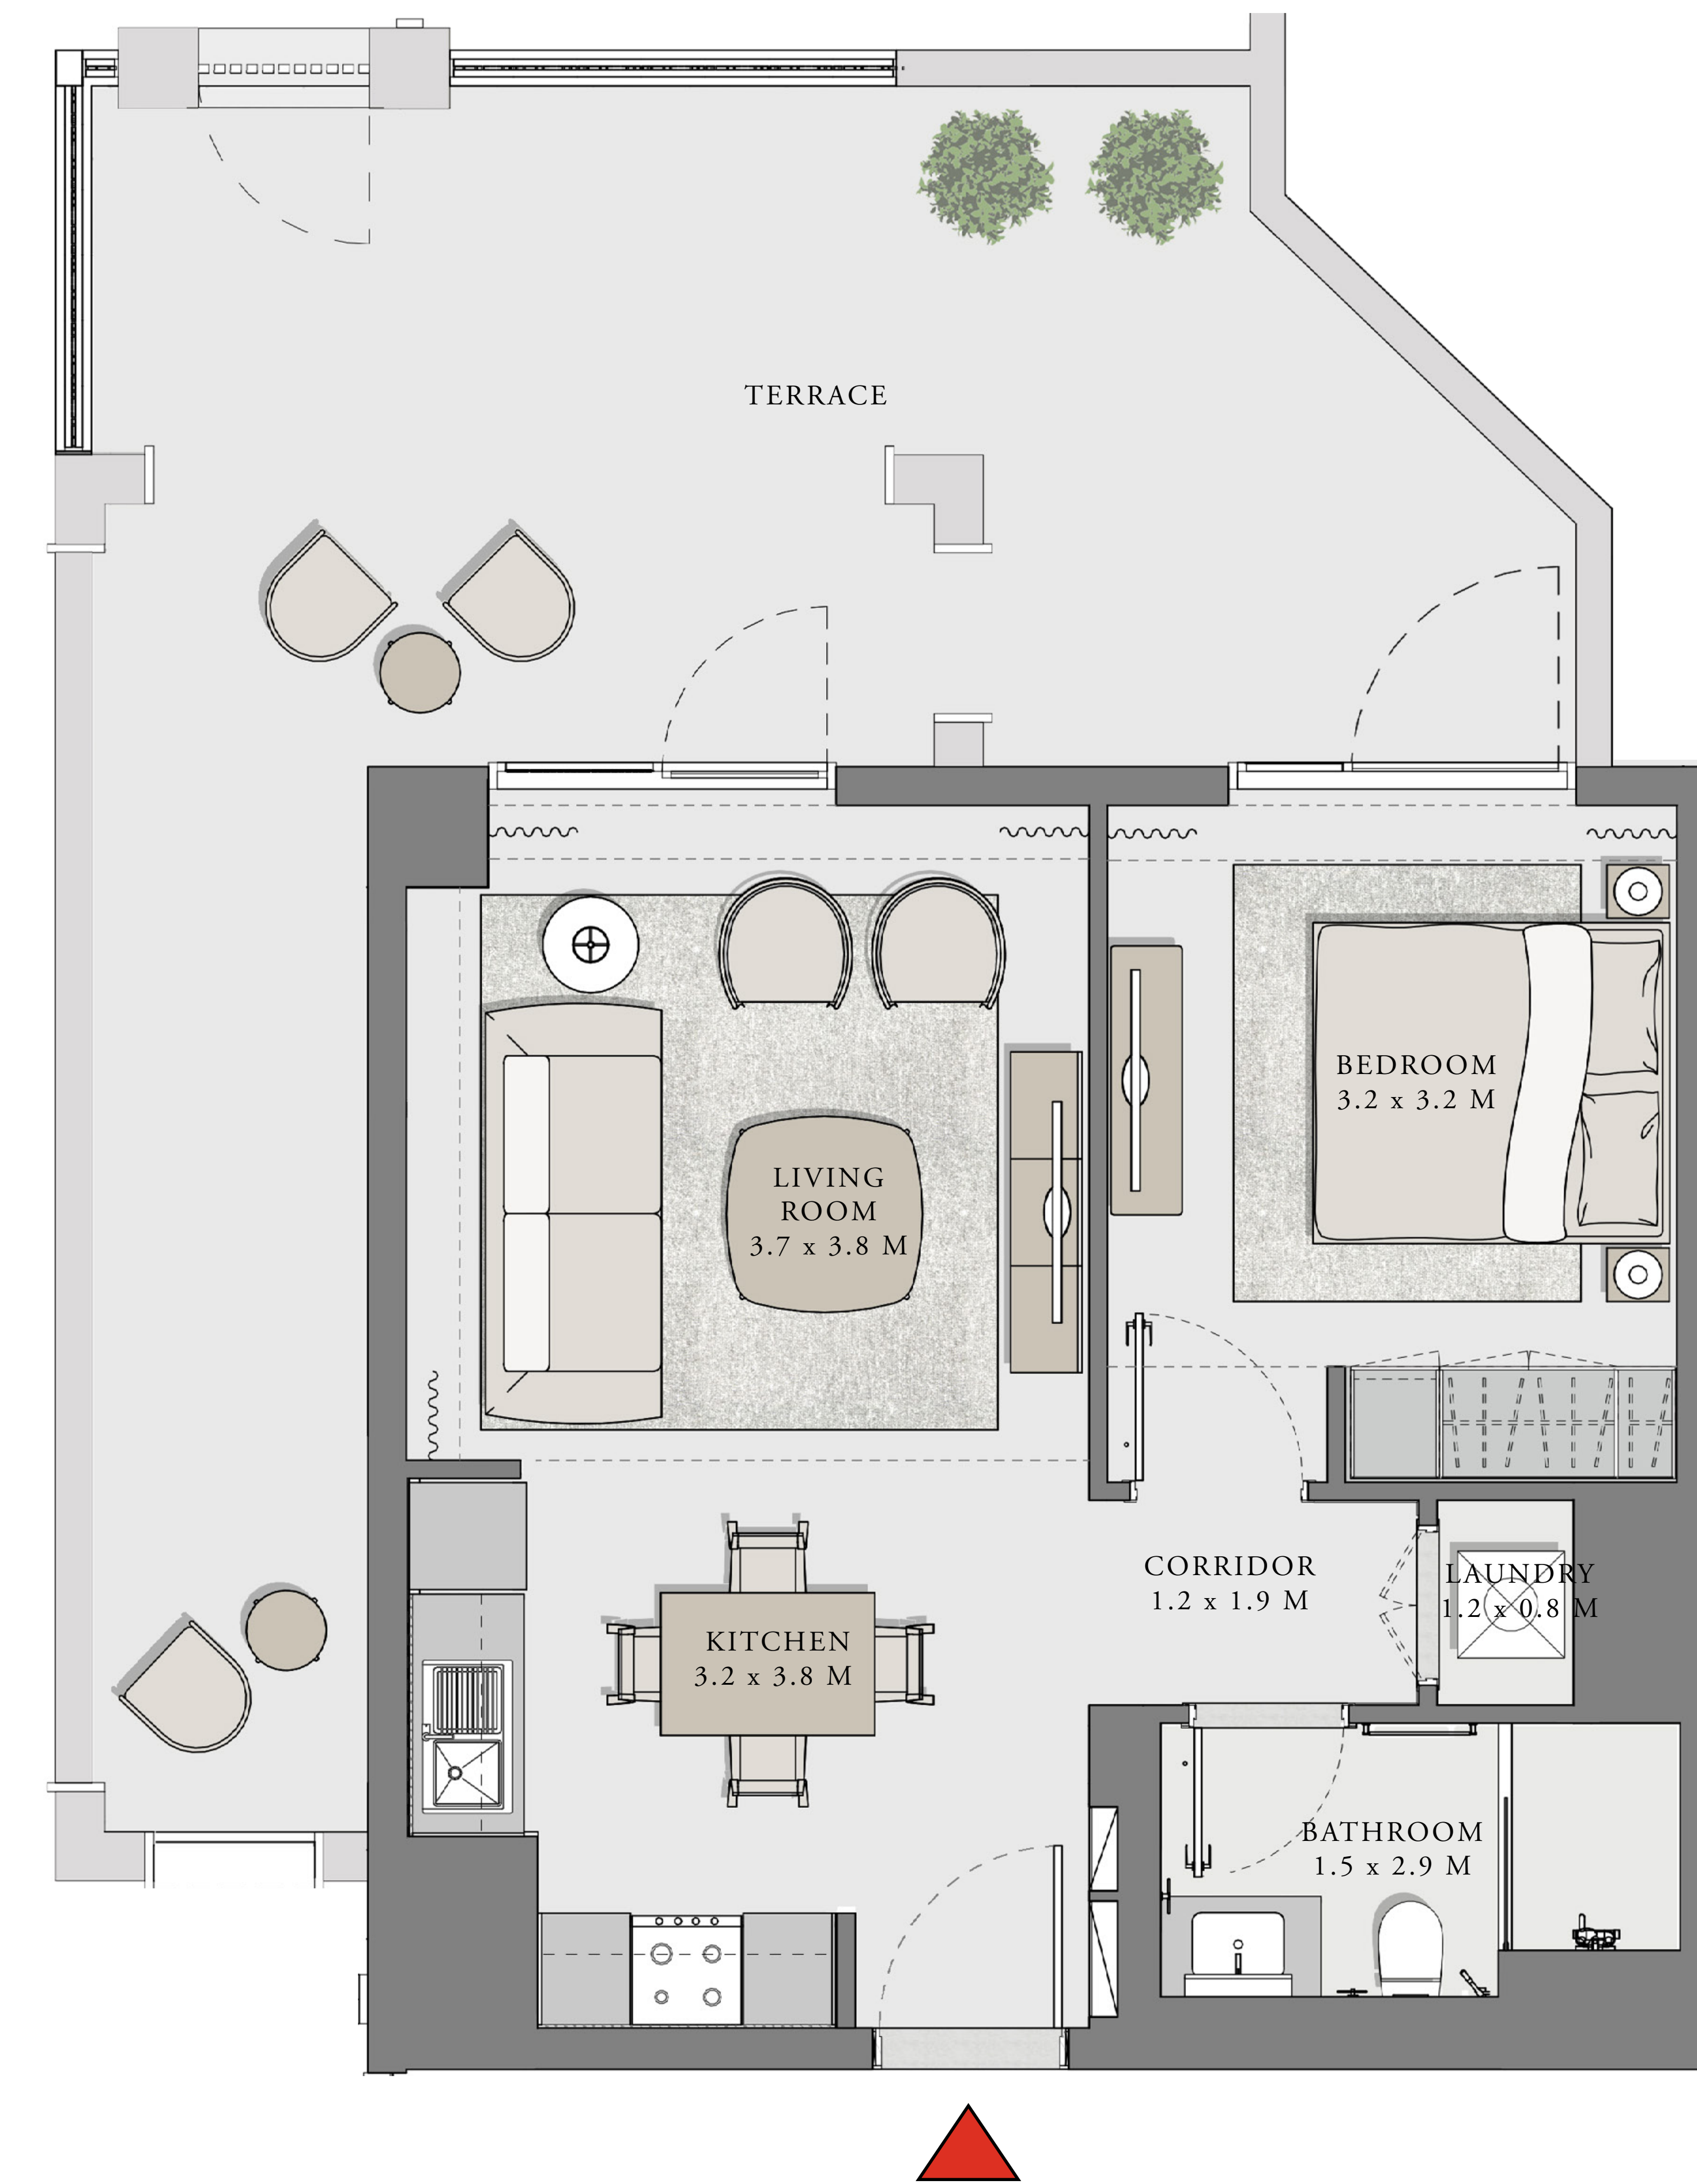 TERRACE
BEDROOM
3.2 x 3.2 M
LIVING
ROOM
3.7 x 3.8 M
CORRIDOR
1.2 x 1.9 M
LAUNDRY
1.2 x 0.8 M
KITCHEN
3.2 x 3.8 M
BATHROOM
1.5 x 2.9 M